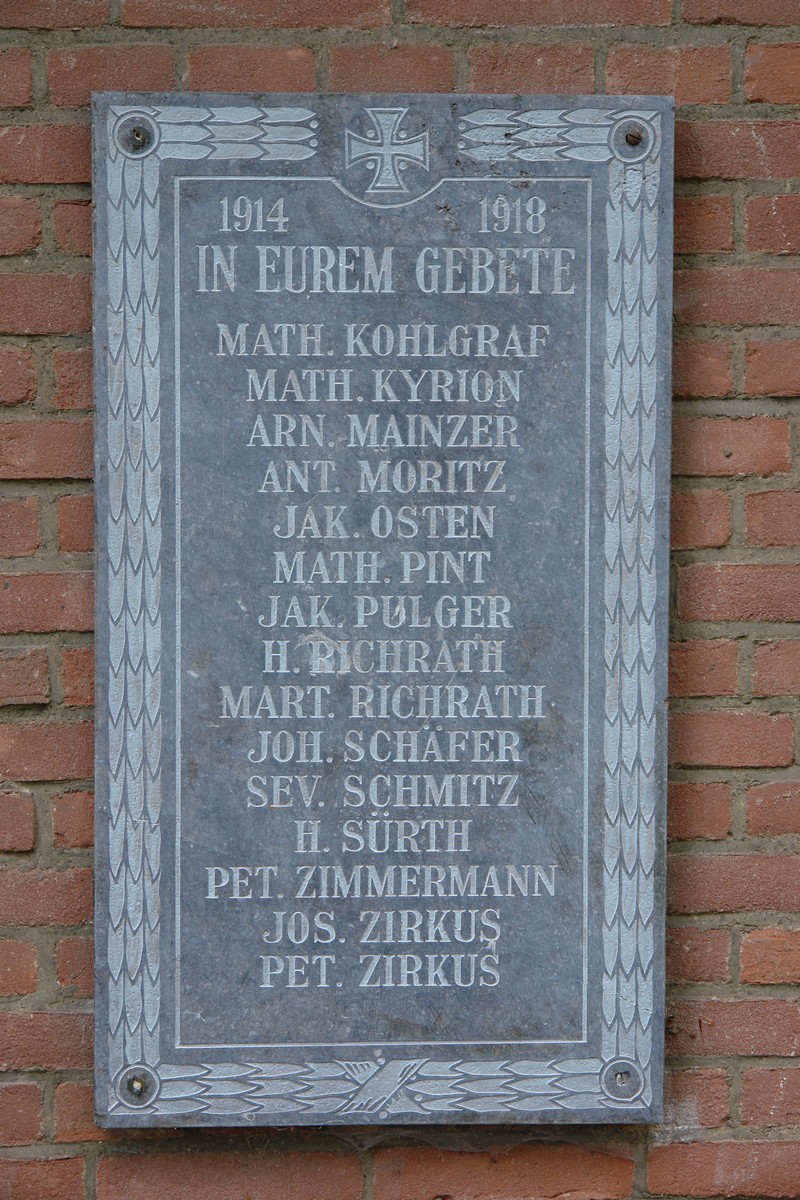 1914 1918
IN EUREM GEBETE
MATH. KOHLGRAF
MATH. KYRION
ARN. MAINZER
ANT. MORITZ
JAK. OSTEN
MATH. PINT
JAK. PULGER
H. RICHRATH
MART. RICHRATH
JOH. SCHÄFER
SEV. SCHMITZ
H. SÜRTH
PET. ZIMMERMANN
JOS. ZIRKUS
PET. ZIRKUS